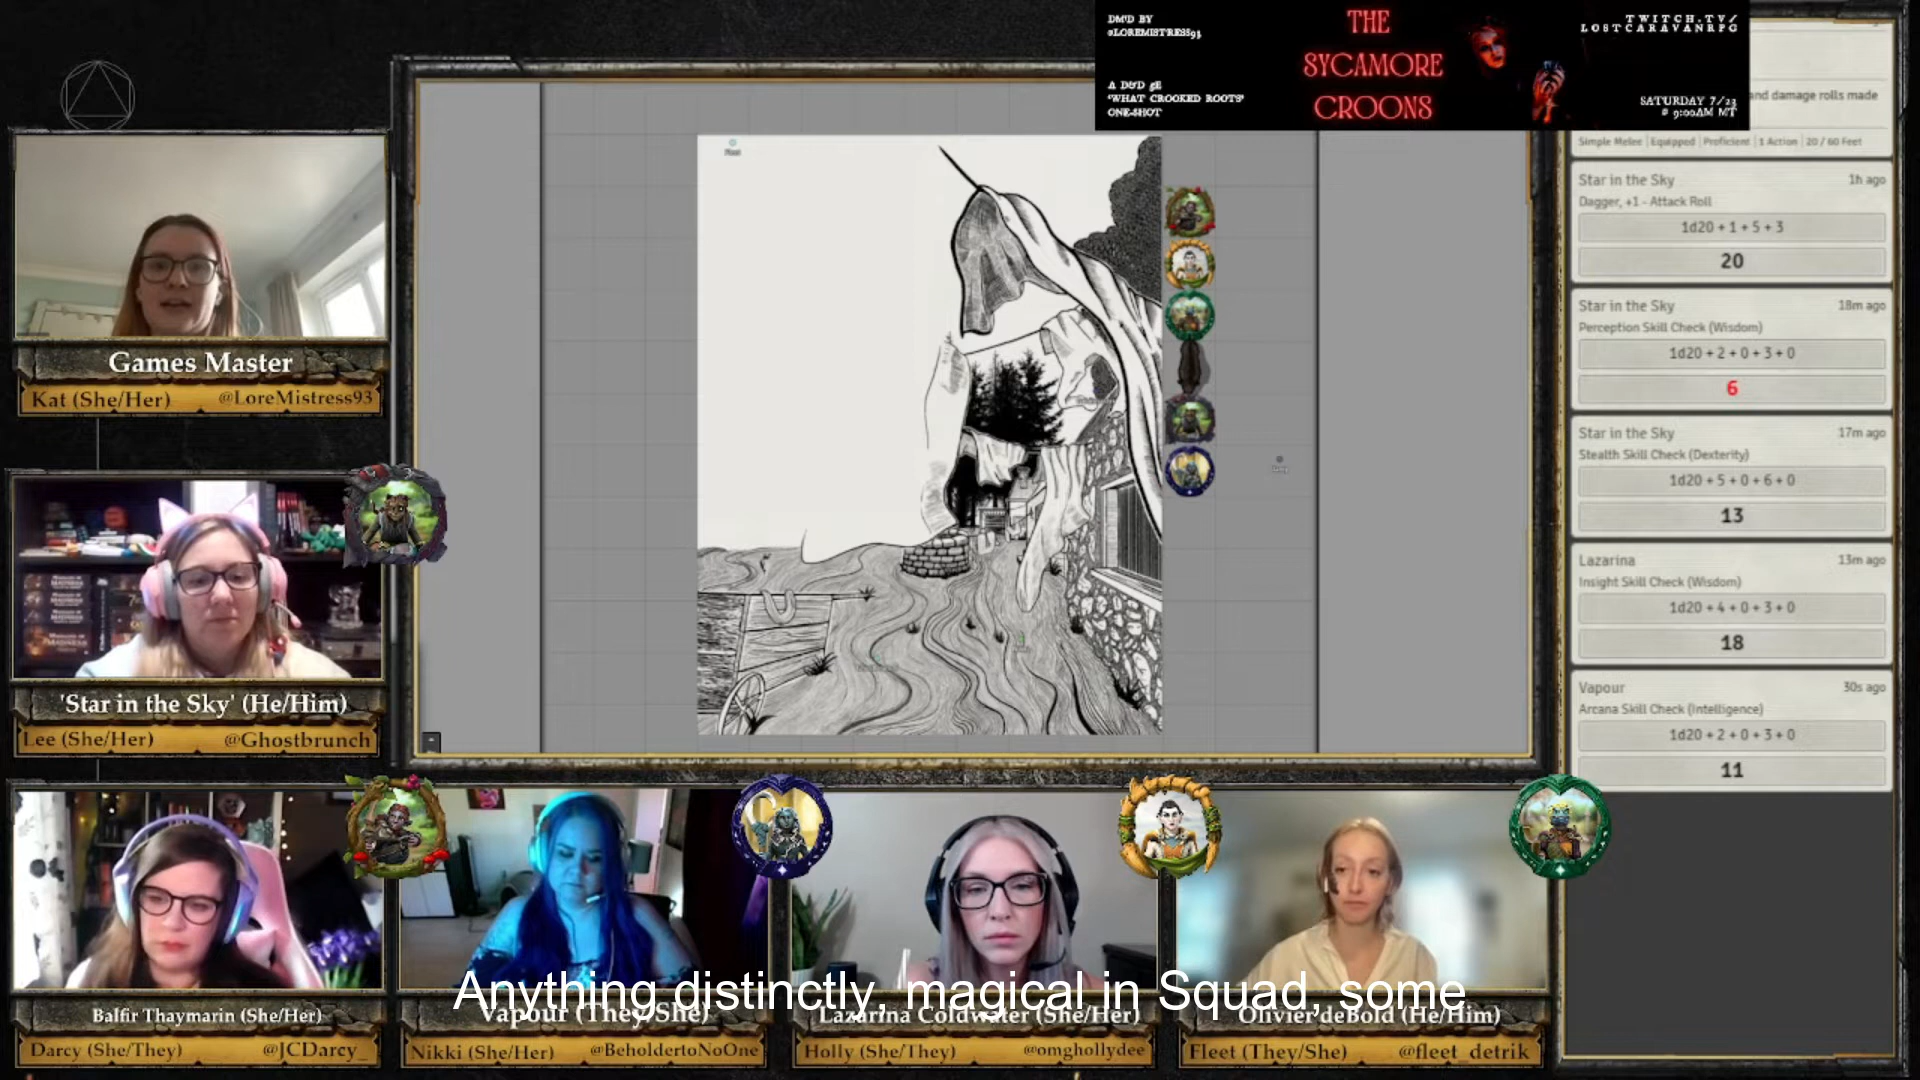 DM'D BY
@LOREMISTRESS93
A D&D 5E
'WHAT CROOKED ROOTS'
ONE-SHOT
THE
SYCAMORE
CROONS
TWITCH.TV/
LOSTCARAVANRPG
SATURDAY 7/23
@ 9:00AM MT
and damage rolls made
Simple Melee | Equipped | Proficient | 1 Action | 20 / 60 Feet
Star in the Sky 1h ago
Dagger, +1 - Attack Roll
1d20 + 1 + 5 + 3
20
Star in the Sky 18m ago
Perception Skill Check (Wisdom)
1d20 + 2 + 0 + 3 + 0
6
Star in the Sky 17m ago
Stealth Skill Check (Dexterity)
1d20 + 5 + 0 + 6 + 0
13
Lazarina 13m ago
Insight Skill Check (Wisdom)
1d20 + 4 + 0 + 3 + 0
18
Vapour 30s ago
Arcana Skill Check (Intelligence)
1d20 + 2 + 0 + 3 + 0
11
Games Master
Kat (She/Her) @LoreMistress93
'Star in the Sky' (He/Him)
Lee (She/Her) @Ghostbrunch
Anything distinctly, magical in Squad, some
Balfir Thaymarin (She/Her)
Darcy (She/They) @JCDarcy_
Vapour (They/She)
Nikki (She/Her) @BeholdertoNoOne
Lazarina Coldwater (She/Her)
Holly (She/They) @omghollydee
Olivier deBold (He/Him)
Fleet (They/She) @fleet_detrik